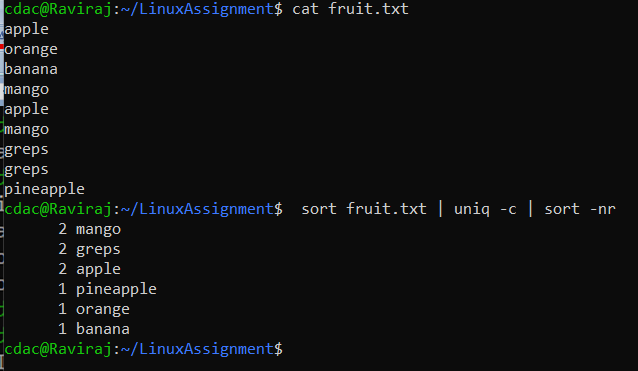 cdac@Raviraj:~/LinuxAssignment$ cat fruit.txt
apple
orange
banana
mango
apple
mango
greps
greps
pineapple
cdac@Raviraj:~/LinuxAssignment$  sort fruit.txt | uniq -c | sort -nr
      2 mango
      2 greps
      2 apple
      1 pineapple
      1 orange
      1 banana
cdac@Raviraj:~/LinuxAssignment$